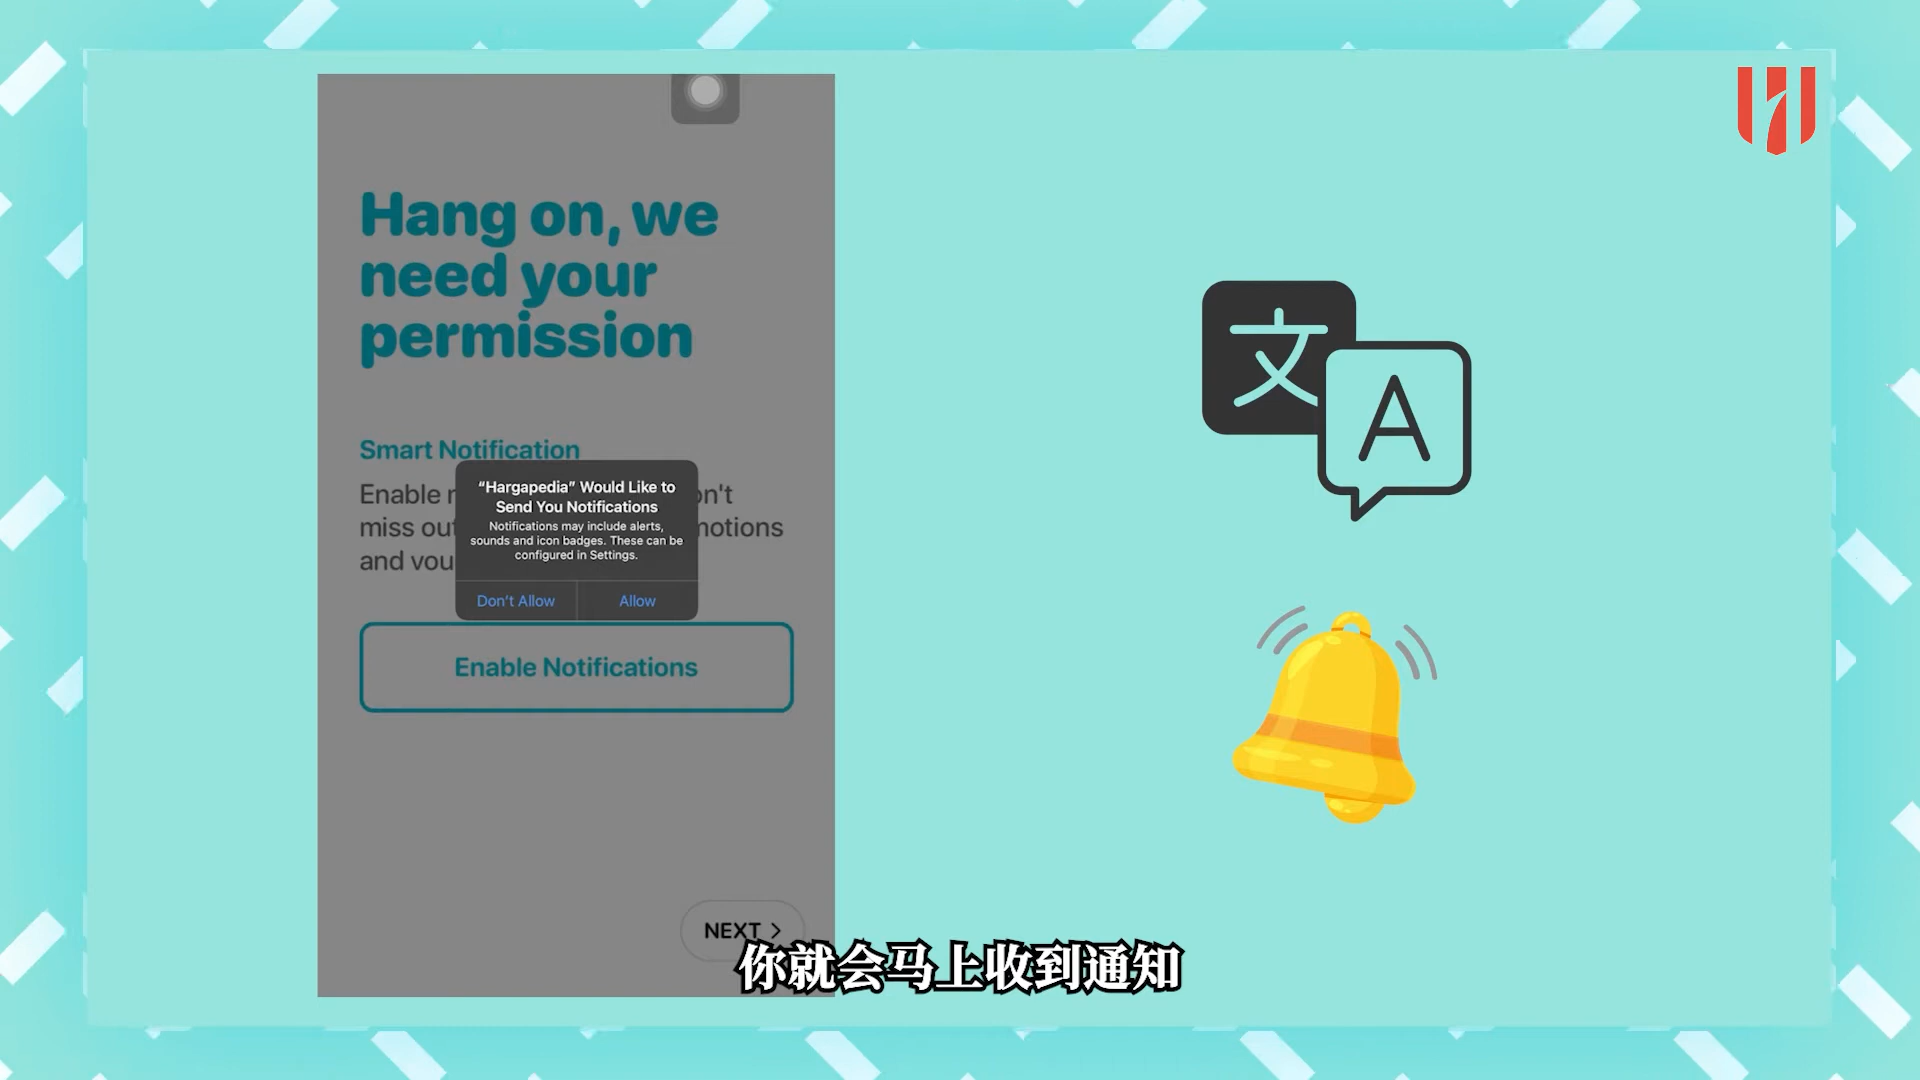 Hang on, we
need your
permission
Smart Notification
Enable
on't
miss out
motions
and vou
“Hargapedia” Would Like to
Send You Notifications
Notifications may include alerts,
sounds and icon badges. These can be
configured in Settings.
Don't Allow
Allow
Enable Notifications
NEXT >
你就会马上收到通知
文
A